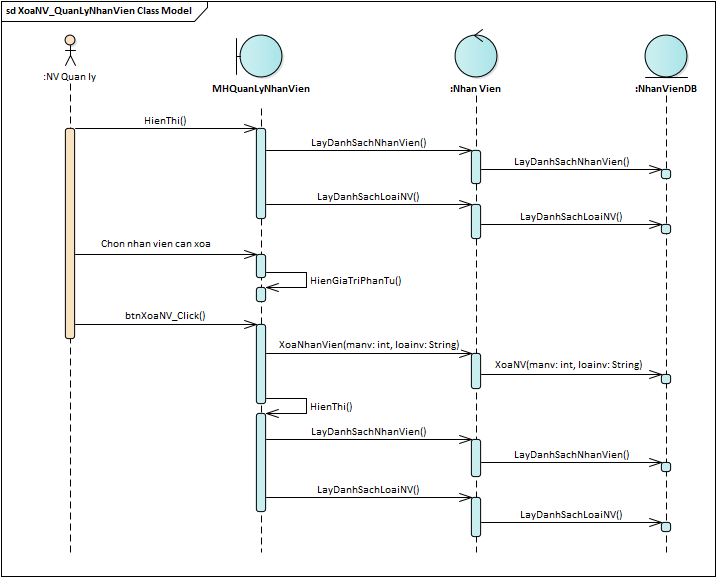 sd XoaNV_QuanLyNhanVien Class Model
:NV Quan ly
MHQuanLyNhanVien
:Nhan Vien
:NhanVienDB
HienThi()
LayDanhSachNhanVien()
LayDanhSachNhanVien()
LayDanhSachLoaiNV()
LayDanhSachLoaiNV()
Chon nhan vien can xoa
HienGiaTriPhanTu()
btnXoaNV_Click()
XoaNhanVien(manv: int, loainv: String)
XoaNV(manv: int, loainv: String)
HienThi()
LayDanhSachNhanVien()
LayDanhSachNhanVien()
LayDanhSachLoaiNV()
LayDanhSachLoaiNV()